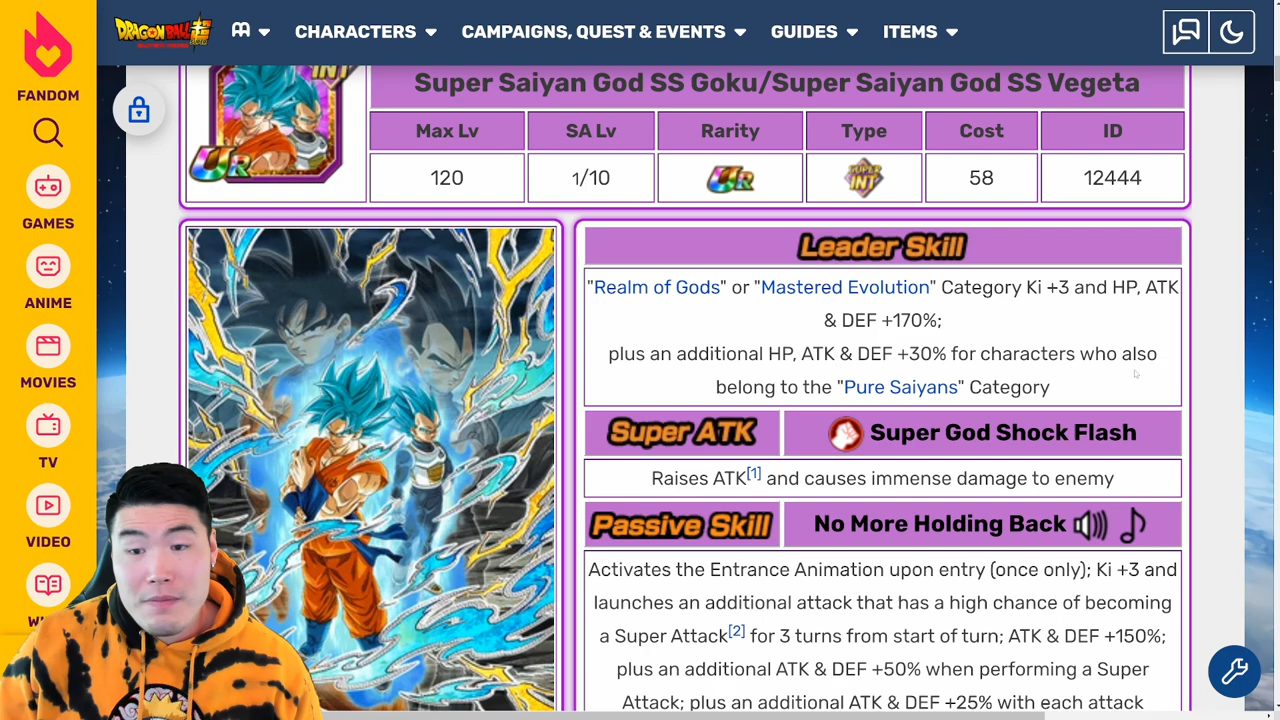 DRAGON BALL
CHARACTERS
CAMPAIGNS, QUEST & EVENTS
GUIDES
ITEMS
FANDOM
GAMES
ANIME
MOVIES
TV
VIDEO
INT
UR
Super Saiyan God SS Goku/Super Saiyan God SS Vegeta
Max Lv SA Lv Rarity Type Cost ID
120 1/10 UR SUPER INT 58 12444
Leader Skill
"Realm of Gods" or "Mastered Evolution" Category Ki +3 and HP, ATK
& DEF +170%;
plus an additional HP, ATK & DEF +30% for characters who also
belong to the "Pure Saiyans" Category
Super ATK Super God Shock Flash
Raises ATK[1] and causes immense damage to enemy
Passive Skill No More Holding Back
Activates the Entrance Animation upon entry (once only); Ki +3 and
launches an additional attack that has a high chance of becoming
a Super Attack[2] for 3 turns from start of turn; ATK & DEF +150%;
plus an additional ATK & DEF +50% when performing a Super
Attack; plus an additional ATK & DEF +25% with each attack